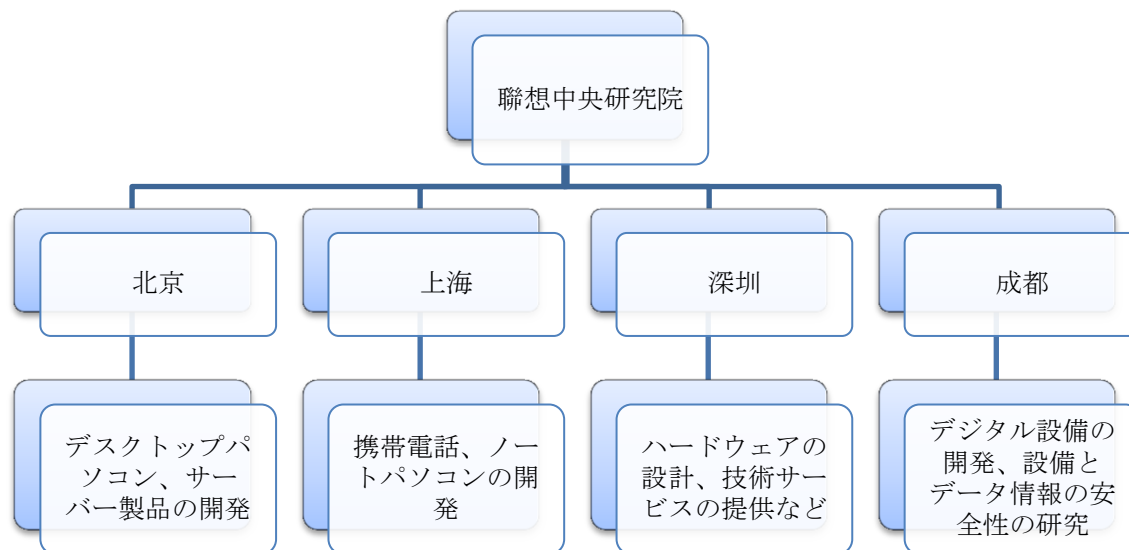 聯想中央研究院
北京
上海
深圳
成都
デスクトップパ
ソコン、サー
バー製品の開発
携帯電話、ノー
トパソコンの開
発
ハードウェアの
設計、技術サー
ビスの提供など
デジタル設備の
開発、設備と
データ情報の安
全性の研究